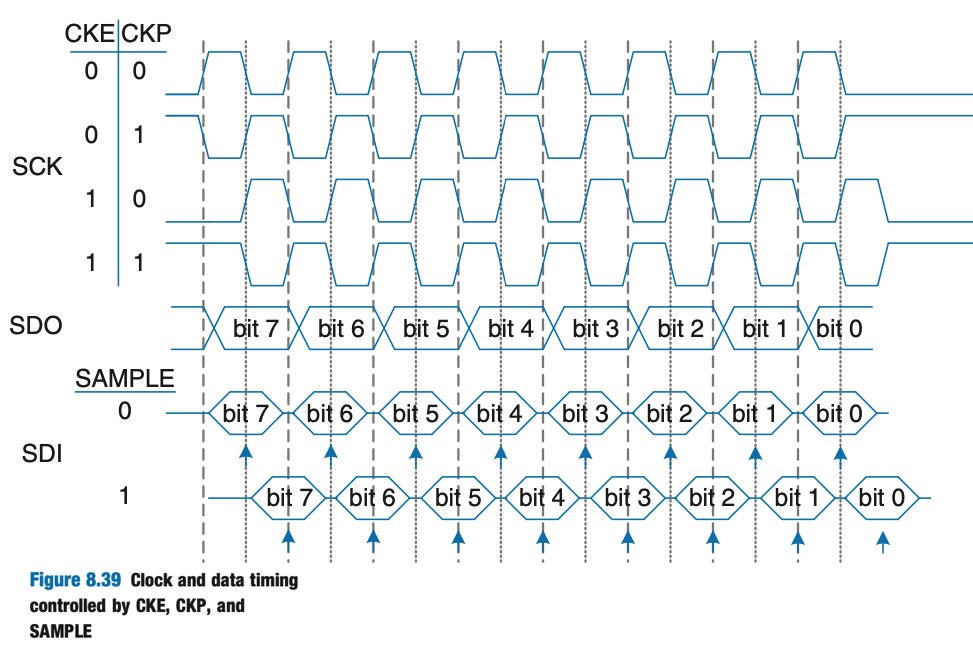 CKE CKP
0 0
0 1
SCK
1 0
1 1
SDO bit 7 bit 6 bit 5 bit 4 bit 3 bit 2 bit 1 bit 0
SAMPLE
0 bit 7 bit 6 bit 5 bit 4 bit 3 bit 2 bit 1 bit 0
SDI
1 bit 7 bit 6 bit 5 bit 4 bit 3 bit 2 bit 1 bit 0
Figure 8.39 Clock and data timing
controlled by CKE, CKP, and
SAMPLE